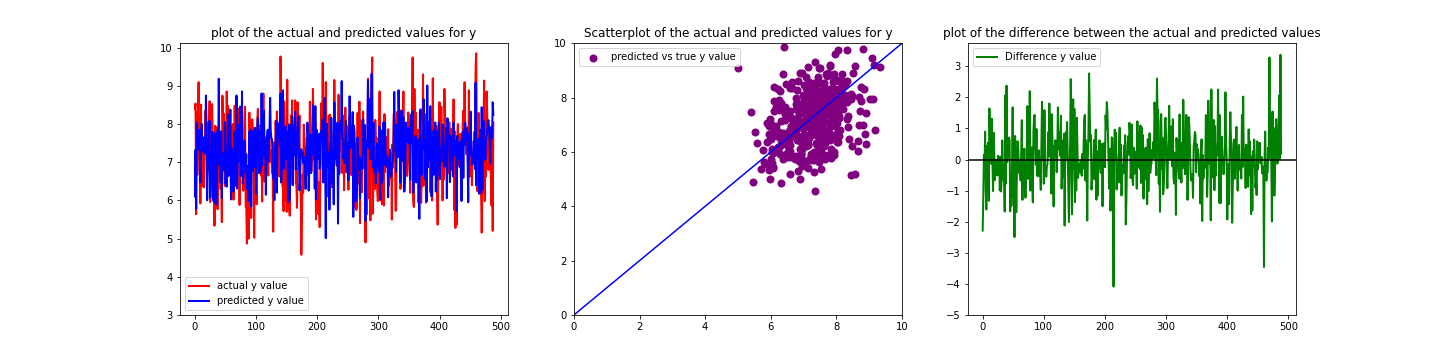 plot of the actual and predicted values for y
10
9
8
7
6
5
4
3
0 100 200 300 400 500
actual y value
predicted y value
Scatterplot of the actual and predicted values for y
10
8
6
4
2
0
0 2 4 6 8 10
predicted vs true y value
plot of the difference between the actual and predicted values
3
2
1
0
−1
−2
−3
−4
−5
0 100 200 300 400 500
Difference y value